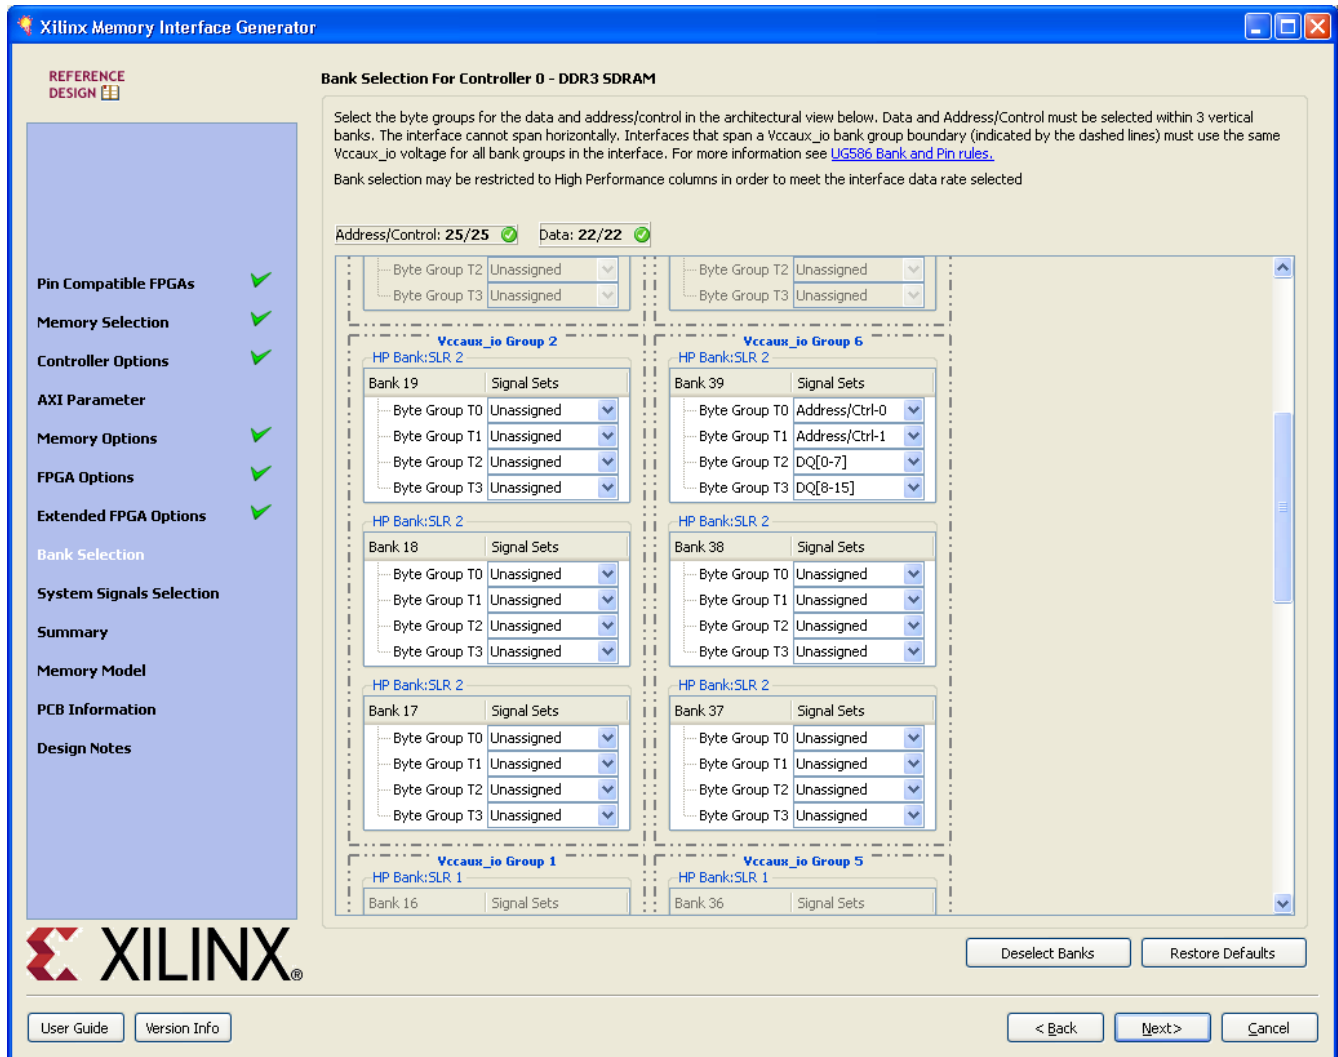 Xilinx Memory Interface Generator
REFERENCE
DESIGN
Pin Compatible FPGAs
Memory Selection
Controller Options
AXI Parameter
Memory Options
FPGA Options
Extended FPGA Options
Bank Selection
System Signals Selection
Summary
Memory Model
PCB Information
Design Notes
XILINX®
Bank Selection For Controller 0 - DDR3 SDRAM
Select the byte groups for the data and address/control in the architectural view below. Data and Address/Control must be selected within 3 vertical
banks. The interface cannot span horizontally. Interfaces that span a Vccaux_io bank group boundary (indicated by the dashed lines) must use the same
Vccaux_io voltage for all bank groups in the interface. For more information see UG586 Bank and Pin rules.
Bank selection may be restricted to High Performance columns in order to meet the interface data rate selected
Address/Control: 25/25 Data: 22/22
Byte Group T2 Unassigned
Byte Group T3 Unassigned
Byte Group T2 Unassigned
Byte Group T3 Unassigned
Vccaux_io Group 2
HP Bank:SLR 2
Bank 19 Signal Sets
Byte Group T0 Unassigned
Byte Group T1 Unassigned
Byte Group T2 Unassigned
Byte Group T3 Unassigned
HP Bank:SLR 2
Bank 18 Signal Sets
Byte Group T0 Unassigned
Byte Group T1 Unassigned
Byte Group T2 Unassigned
Byte Group T3 Unassigned
HP Bank:SLR 2
Bank 17 Signal Sets
Byte Group T0 Unassigned
Byte Group T1 Unassigned
Byte Group T2 Unassigned
Byte Group T3 Unassigned
Vccaux_io Group 1
HP Bank:SLR 1
Bank 16 Signal Sets
Vccaux_io Group 6
HP Bank:SLR 2
Bank 39 Signal Sets
Byte Group T0 Address/Ctrl-0
Byte Group T1 Address/Ctrl-1
Byte Group T2 DQ[0-7]
Byte Group T3 DQ[8-15]
HP Bank:SLR 2
Bank 38 Signal Sets
Byte Group T0 Unassigned
Byte Group T1 Unassigned
Byte Group T2 Unassigned
Byte Group T3 Unassigned
HP Bank:SLR 2
Bank 37 Signal Sets
Byte Group T0 Unassigned
Byte Group T1 Unassigned
Byte Group T2 Unassigned
Byte Group T3 Unassigned
Vccaux_io Group 5
HP Bank:SLR 1
Bank 36 Signal Sets
Deselect Banks Restore Defaults
User Guide Version Info < Back Next> Cancel